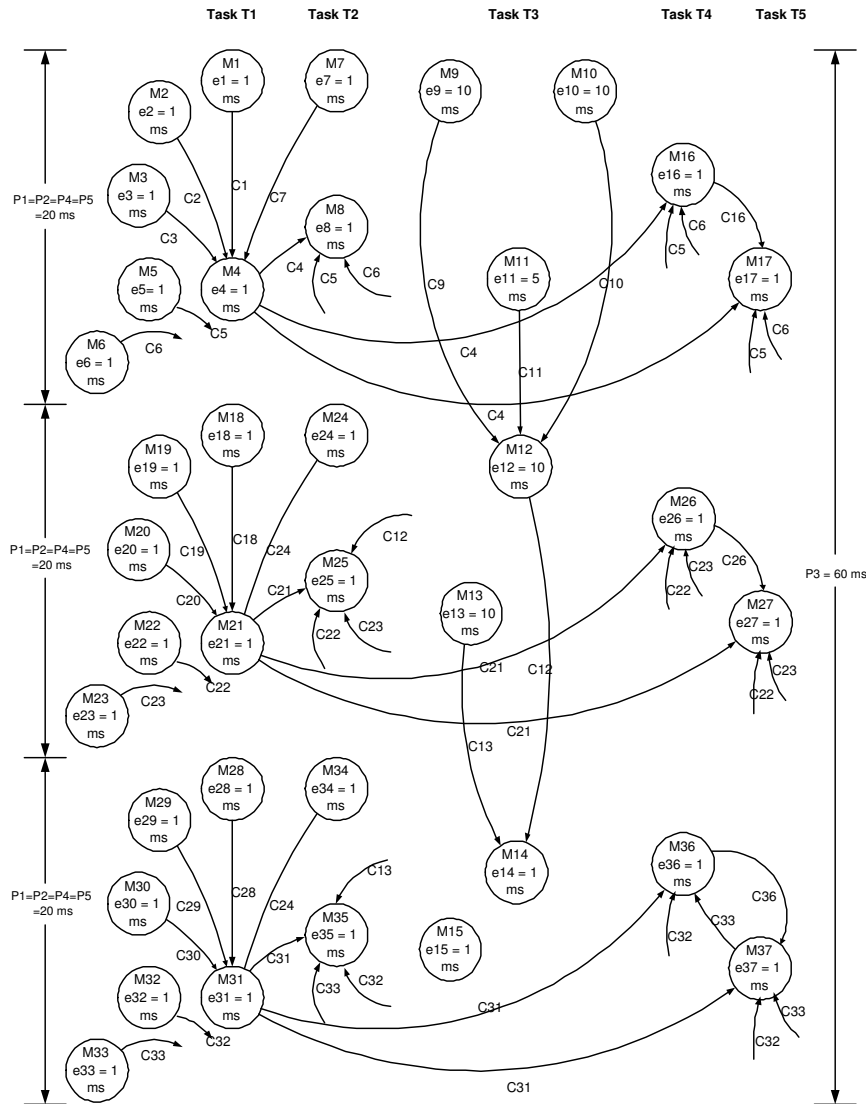 Task T1
Task T2
Task T3
Task T4
Task T5
M1
e1 = 1
ms
M7
e7 = 1
ms
M9
e9 = 10
ms
M10
e10 = 10
ms
M2
e2 = 1
ms
M16
e16 = 1
ms
M3
e3 = 1
ms
P1=P2=P4=P5
=20 ms
C2
C1
C7
C16
M8
e8 = 1
ms
C3
C5
C6
M4
e4 = 1
ms
M5
e5= 1
ms
C4
C5
C6
C9
M11
e11 = 5
ms
C10
M17
e17 = 1
ms
C5
M6
e6 = 1
ms
C6
C4
C11
C5
C6
C4
M18
e18 = 1
ms
M24
e24 = 1
ms
M19
e19 = 1
ms
M12
e12 = 10
ms
M26
e26 = 1
ms
M20
e20 = 1
ms
P1=P2=P4=P5
=20 ms
C19
C18
C24
C12
C26
M25
e25 = 1
ms
C22
C23
P3 = 60 ms
C20
C21
M13
e13 = 10
ms
M27
e27 = 1
ms
M22
e22 = 1
ms
M21
e21 = 1
ms
C22
C23
C22
C21
C12
C22
C23
M23
e23 = 1
ms
C23
C21
C13
M28
e28 = 1
ms
M34
e34 = 1
ms
M29
e29 = 1
ms
M14
e14 = 1
ms
M36
e36 = 1
ms
M30
e30 = 1
ms
P1=P2=P4=P5
=20 ms
C29
C28
C24
C13
C36
M35
e35 = 1
ms
M15
e15 = 1
ms
C33
C32
C30
C31
M37
e37 = 1
ms
M32
e32 = 1
ms
M31
e31 = 1
ms
C33
C32
C31
C33
C32
C32
M33
e33 = 1
ms
C33
C31